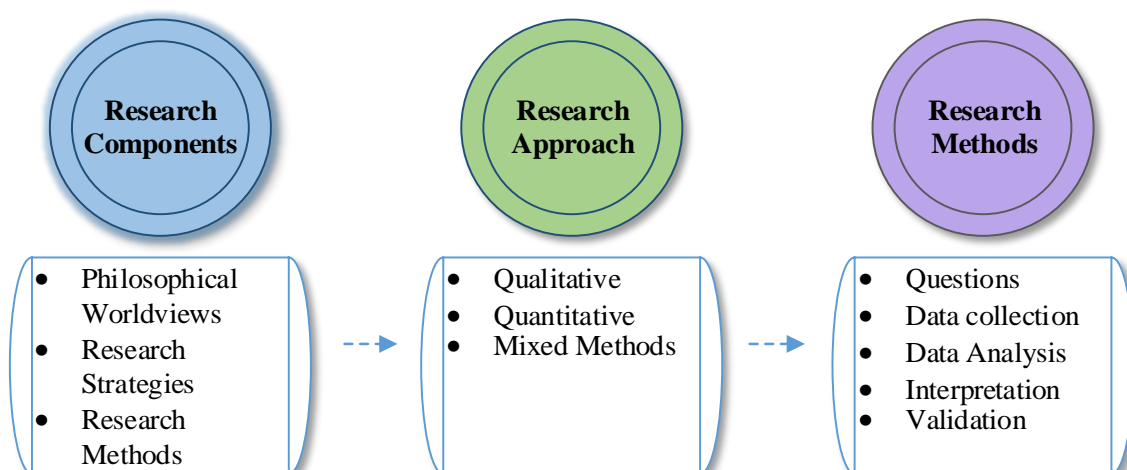 Research
Components
Research
Approach
Research
Methods
• Philosophical
Worldviews
• Research
Strategies
• Research
Methods
• Qualitative
• Quantitative
• Mixed Methods
• Questions
• Data collection
• Data Analysis
• Interpretation
• Validation